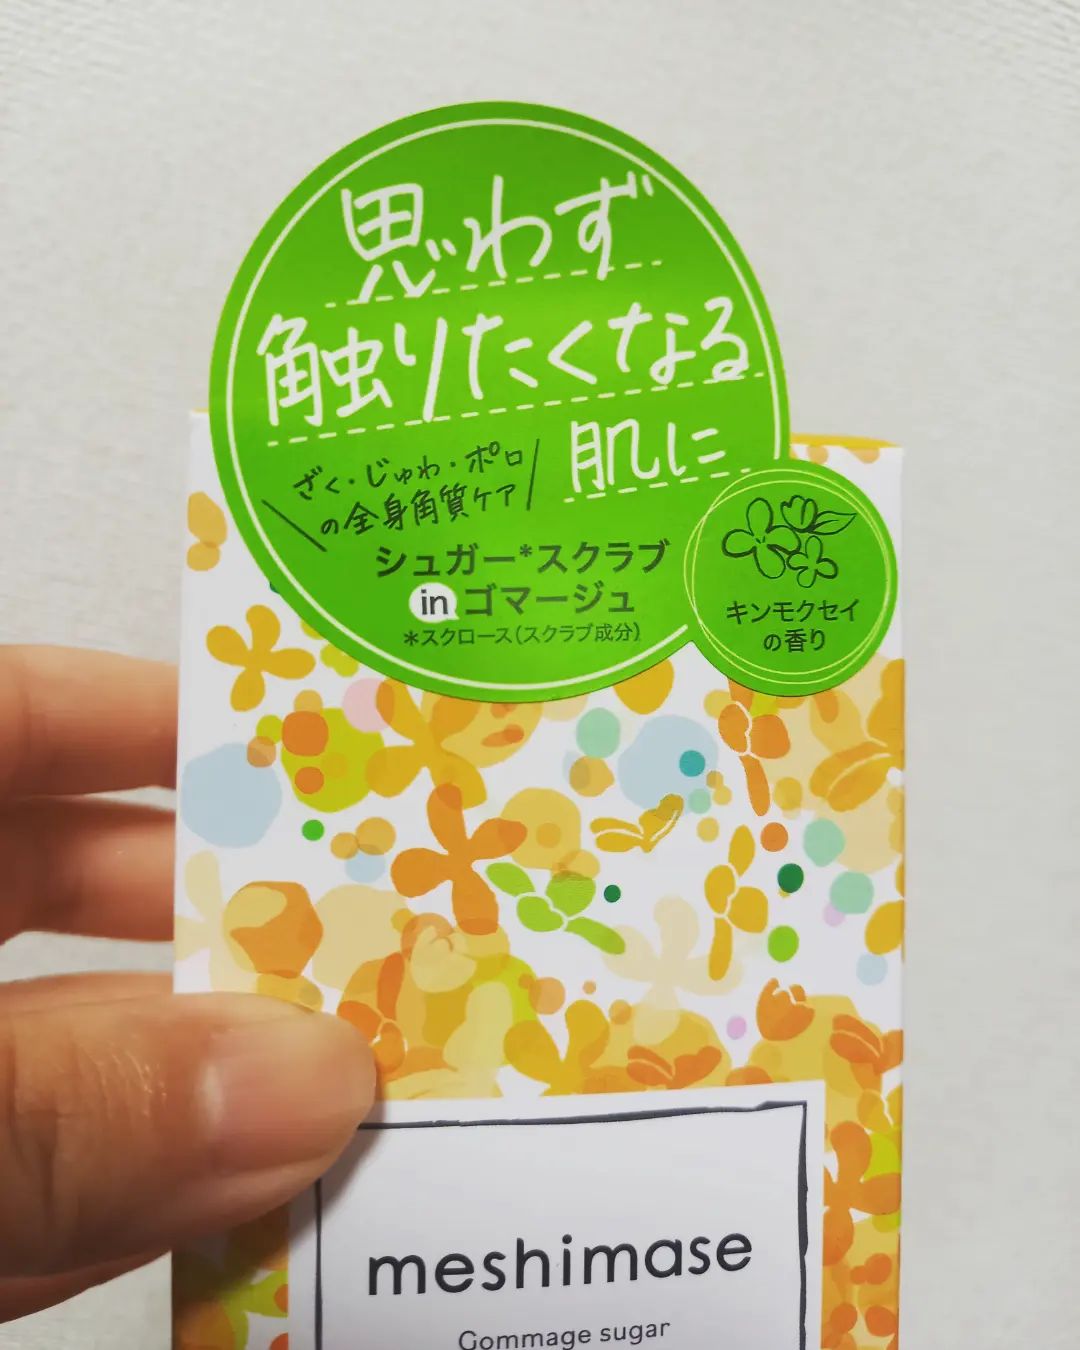 思わず
触りたくなる
肌に
ざく・じゅわ・ポロ
の全身角質ケア
シュガー*スクラブ
in ゴマージュ
*スクロース(スクラブ成分)
キンモクセイ
の香り
meshimase
Gommage sugar